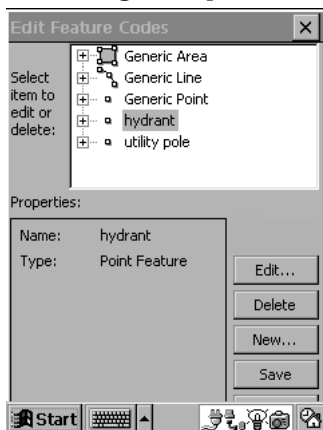 Edit Feature Codes
Select
item to
edit or
delete:
Generic Area
Generic Line
Generic Point
hydrant
utility pole
Properties:
Name: hydrant
Type: Point Feature
Edit...
Delete
New...
Save
Start